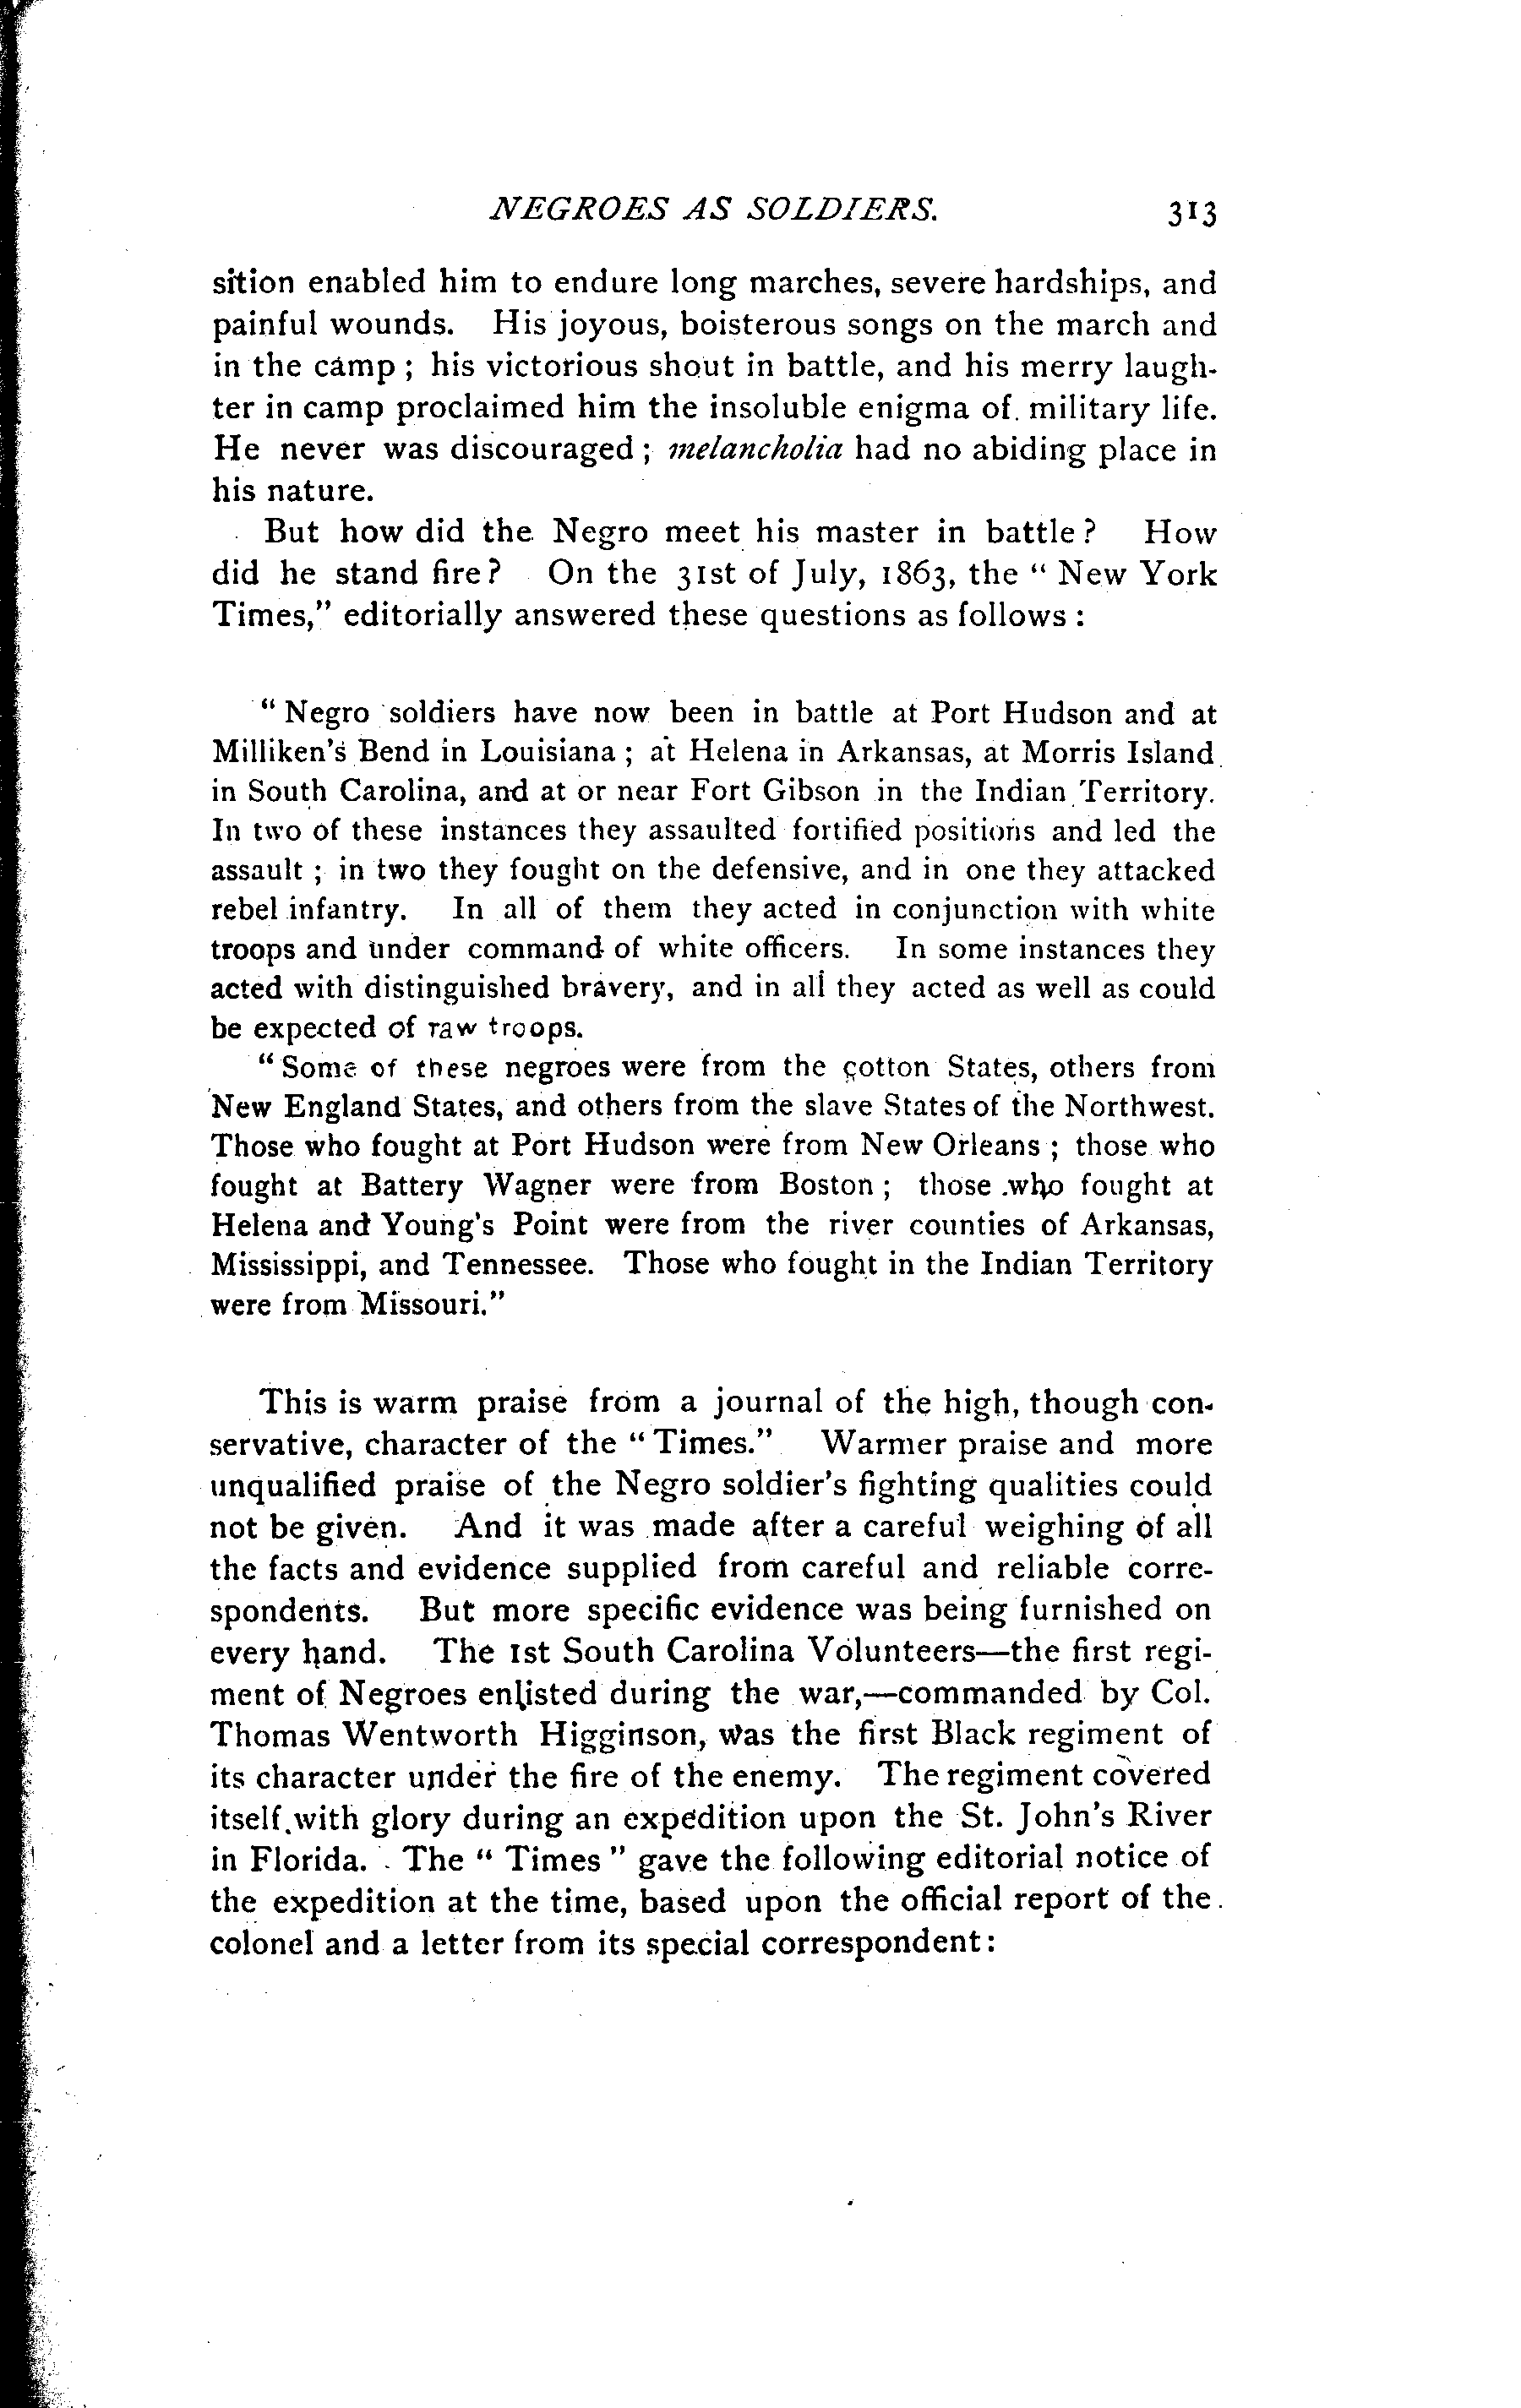 NEGROES AS SOLDIERS. 313
sition enabled him to endure long marches, severe hardships, and
painful wounds. His joyous, boisterous songs on the march and
in the camp ; his victorious shout in battle, and his merry laugh-
ter in camp proclaimed him the insoluble enigma of military life.
He never was discouraged ; melancholia had no abiding place in
his nature.
But how did the Negro meet his master in battle ? How
did he stand fire ? On the 31st of July, 1863, the " New York
Times," editorially answered these questions as follows :
" Negro soldiers have now been in battle at Port Hudson and at
Milliken's Bend in Louisiana ; at Helena in Arkansas, at Morris Island
in South Carolina, and at or near Fort Gibson in the Indian Territory.
In two of these instances they assaulted fortified positions and led the
assault ; in two they fought on the defensive, and in one they attacked
rebel infantry. In all of them they acted in conjunction with white
troops and under command of white officers. In some instances they
acted with distinguished bravery, and in all they acted as well as could
be expected of raw troops.
" Some of these negroes were from the cotton States, others from
New England States, and others from the slave States of the Northwest.
Those who fought at Port Hudson were from New Orleans ; those who
fought at Battery Wagner were from Boston ; those who fought at
Helena and Young's Point were from the river counties of Arkansas,
Mississippi, and Tennessee. Those who fought in the Indian Territory
were from Missouri."
This is warm praise from a journal of the high, though con-
servative, character of the " Times." Warmer praise and more
unqualified praise of the Negro soldier's fighting qualities could
not be given. And it was made after a careful weighing of all
the facts and evidence supplied from careful and reliable corre-
spondents. But more specific evidence was being furnished on
every hand. The 1st South Carolina Volunteers—the first regi-
ment of Negroes enlisted during the war,—commanded by Col.
Thomas Wentworth Higginson, was the first Black regiment of
its character under the fire of the enemy. The regiment covered
itself with glory during an expedition upon the St. John's River
in Florida. The " Times " gave the following editorial notice of
the expedition at the time, based upon the official report of the
colonel and a letter from its special correspondent :